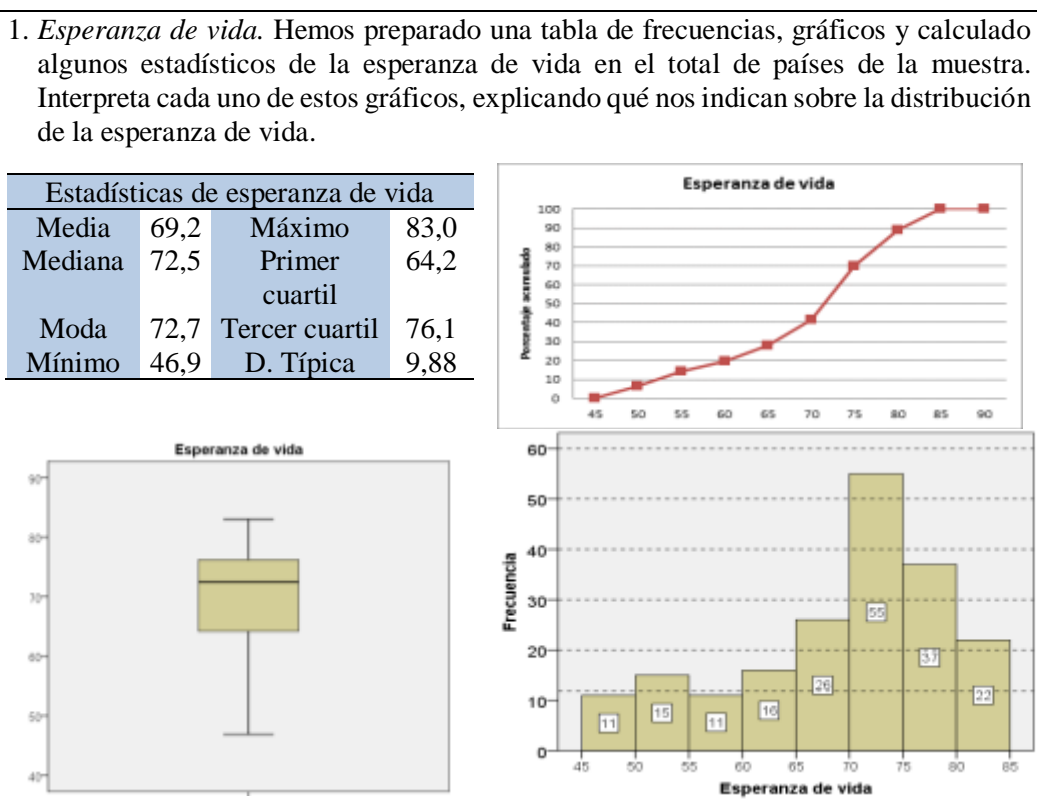 1. Esperanza de vida. Hemos preparado una tabla de frecuencias, gráficos y calculado
algunos estadísticos de la esperanza de vida en el total de países de la muestra.
Interpreta cada uno de estos gráficos, explicando qué nos indican sobre la distribución
de la esperanza de vida.
Estadísticas de esperanza de vida
Media 69,2 Máximo 83,0
Mediana 72,5 Primer 64,2
cuartil
Moda 72,7 Tercer cuartil 76,1
Mínimo 46,9 D. Típica 9,88
Esperanza de vida
Porcentaje acumulado
100
90
80
70
60
50
40
30
20
10
0
45 50 55 60 65 70 75 80 85 90
Esperanza de vida
90
80
70
60
50
40
Frecuencia
60
50
40
30
20
10
0
11 15 11 16 26 55 37 22
45 50 55 60 65 70 75 80 85
Esperanza de vida